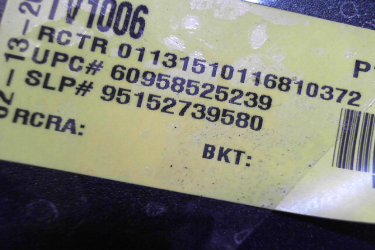 TV1006
RCTR 01131510116810372
UPC# 60958525239
SLP# 95152739580
RCRA:
BKT: